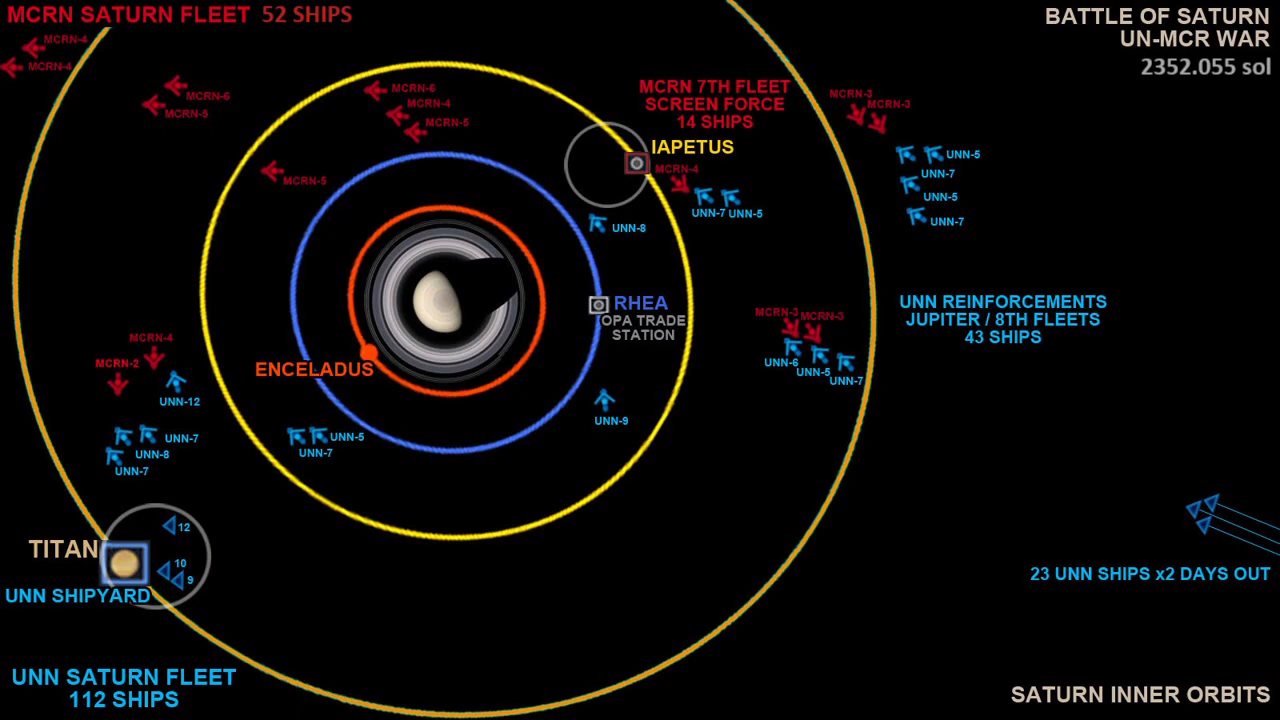 MCRN SATURN FLEET 52 SHIPS
BATTLE OF SATURN
UN-MCR WAR
2352.055 sol
MCRN-4
MCRN-4
MCRN-6
MCRN-5
MCRN-6
MCRN-4
MCRN-5
MCRN-5
MCRN 7TH FLEET
SCREEN FORCE
14 SHIPS
IAPETUS
MCRN-4
UNN-7 UNN-5
UNN-8
MCRN-3
MCRN-3
UNN-5
UNN-7
UNN-5
UNN-7
RHEA
OPA TRADE
STATION
UNN REINFORCEMENTS
JUPITER / 8TH FLEETS
43 SHIPS
MCRN-3
MCRN-3
UNN-6
UNN-5
UNN-7
ENCELADUS
MCRN-4
MCRN-2
UNN-12
UNN-7
UNN-8
UNN-7
UNN-5
UNN-7
UNN-9
TITAN
12
10
9
UNN SHIPYARD
23 UNN SHIPS x2 DAYS OUT
UNN SATURN FLEET
112 SHIPS
SATURN INNER ORBITS